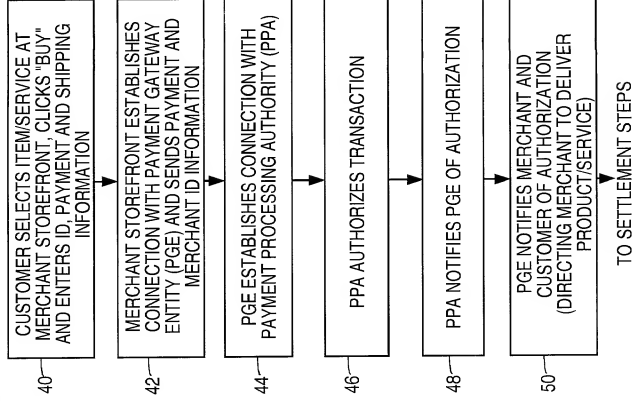 CUSTOMER SELECTS ITEM/SERVICE AT
MERCHANT STOREFRONT, CLICKS "BUY"
AND ENTERS ID, PAYMENT AND SHIPPING
INFORMATION
40
MERCHANT STOREFRONT ESTABLISHES
CONNECTION WITH PAYMENT GATEWAY
ENTITY (PGE) AND SENDS PAYMENT AND
MERCHANT ID INFORMATION
42
PGE ESTABLISHES CONNECTION WITH
PAYMENT PROCESSING AUTHORITY (PPA)
44
PPA AUTHORIZES TRANSACTION
46
PPA NOTIFIES PGE OF AUTHORIZATION
48
PGE NOTIFIES MERCHANT AND
CUSTOMER OF AUTHORIZATION
(DIRECTING MERCHANT TO DELIVER
PRODUCT/SERVICE)
50
TO SETTLEMENT STEPS